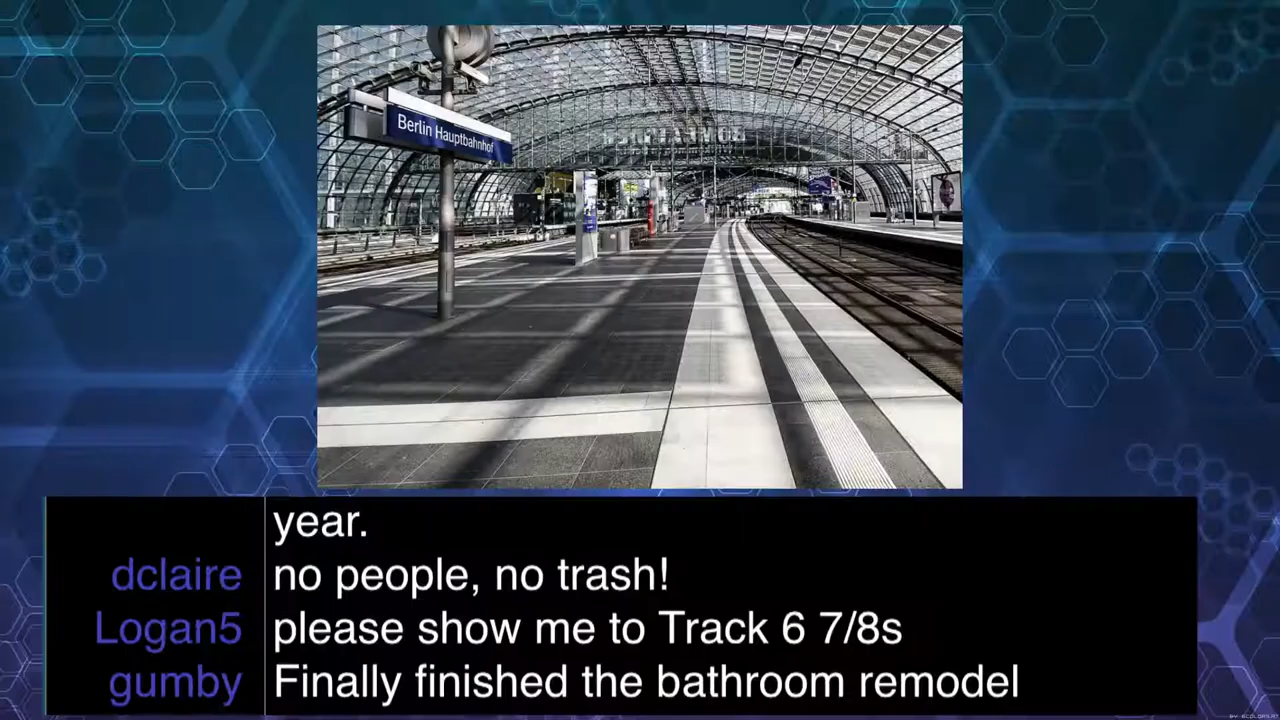 Berlin Hauptbahnhof
year.
dclaire no people, no trash!
Logan5 please show me to Track 6 7/8s
gumby Finally finished the bathroom remodel